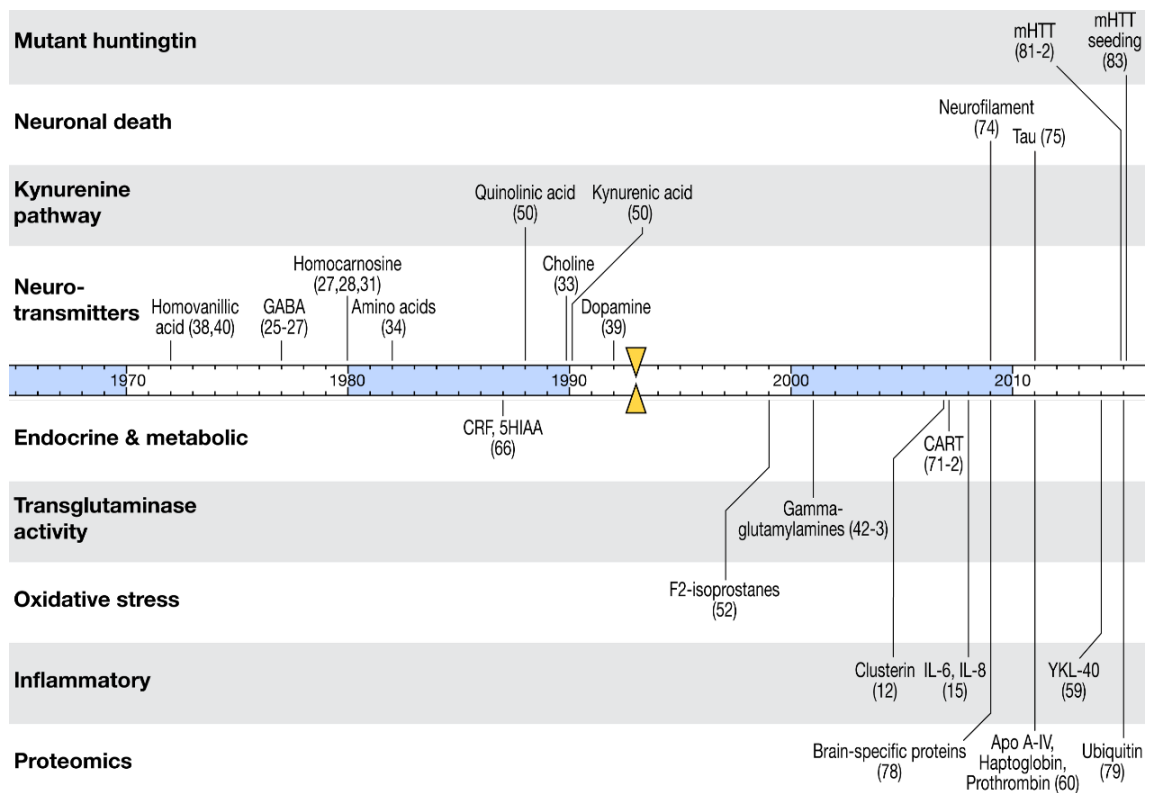 Mutant huntingtin
mHTT
(81-2)
mHTT
seeding
(83)
Neuronal death
Neurofilament
(74)
Tau (75)
Kynurenine
pathway
Quinolinic acid
(50)
Kynurenic acid
(50)
Neuro-
transmitters
Homovanillic
acid (38,40)
GABA
(25-27)
Homocarnosine
(27,28,31)
Amino acids
(34)
Choline
(33)
Dopamine
(39)
1970
1980
1990
2000
2010
Endocrine & metabolic
CRF, 5HIAA
(66)
CART
(71-2)
Transglutaminase
activity
Gamma-
glutamylamines (42-3)
Oxidative stress
F2-isoprostanes
(52)
Inflammatory
Clusterin
(12)
IL-6, IL-8
(15)
YKL-40
(59)
Proteomics
Brain-specific proteins
(78)
Apo A-IV,
Haptoglobin,
Prothrombin (60)
Ubiquitin
(79)